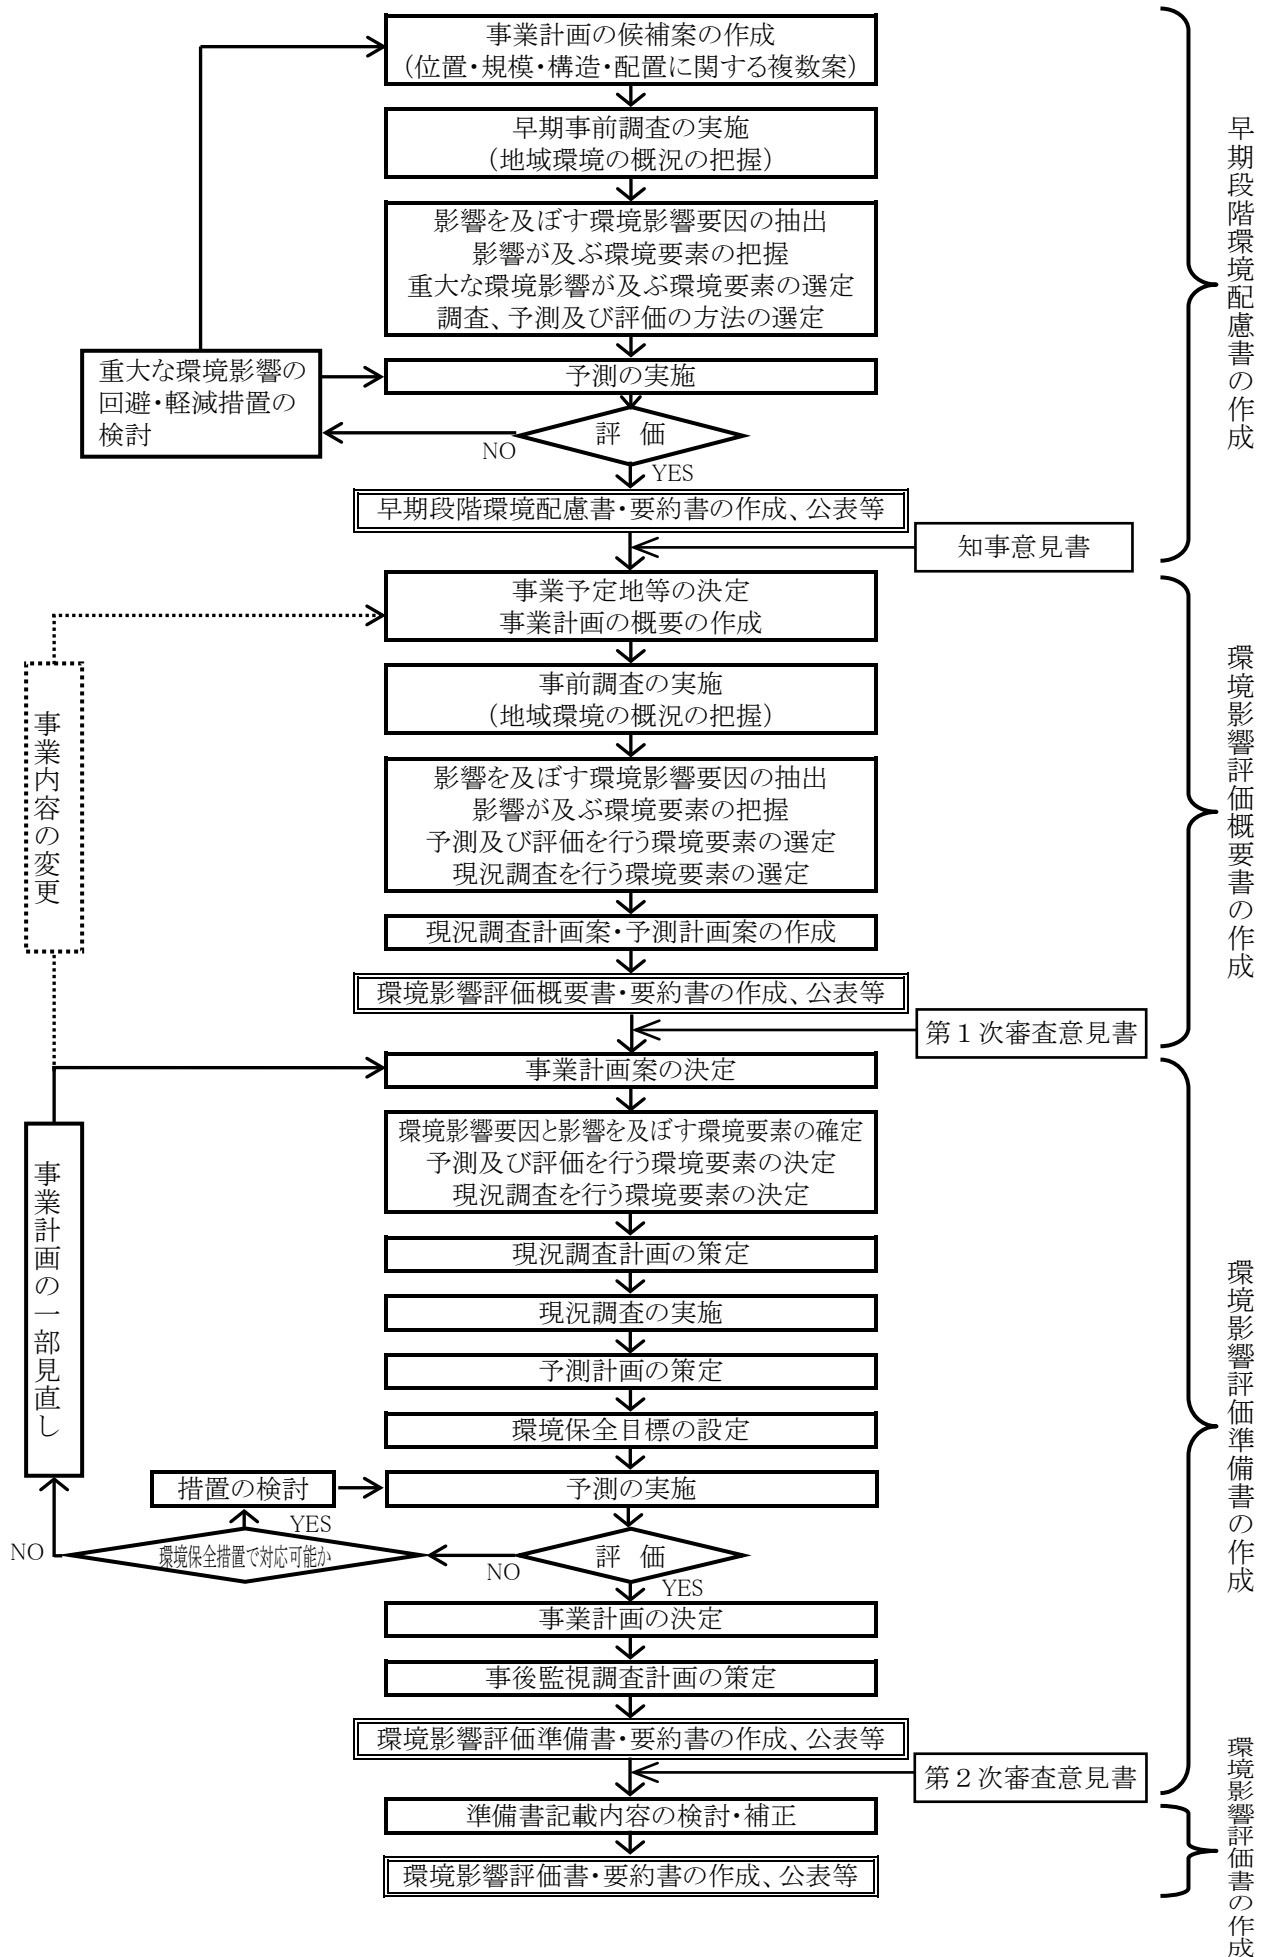 事業計画の候補案の作成
(位置・規模・構造・配置に関する複数案)
早期事前調査の実施
(地域環境の概況の把握)
影響を及ぼす環境影響要因の抽出
影響が及ぶ環境要素の把握
重大な環境影響が及ぶ環境要素の選定
調査、予測及び評価の方法の選定
重大な環境影響の
回避・軽減措置の
検討
予測の実施
評 価
NO
YES
早期段階環境配慮書・要約書の作成、公表等
知事意見書
早期段階環境配慮書の作成
事業予定地等の決定
事業計画の概要の作成
事前調査の実施
(地域環境の概況の把握)
影響を及ぼす環境影響要因の抽出
影響が及ぶ環境要素の把握
予測及び評価を行う環境要素の選定
現況調査を行う環境要素の選定
現況調査計画案・予測計画案の作成
環境影響評価概要書・要約書の作成、公表等
第1次審査意見書
環境影響評価概要書の作成
事業内容の変更
事業計画案の決定
環境影響要因と影響を及ぼす環境要素の確定
予測及び評価を行う環境要素の決定
現況調査を行う環境要素の決定
現況調査計画の策定
現況調査の実施
予測計画の策定
環境保全目標の設定
事業計画の一部見直し
措置の検討
予測の実施
YES
NO
環境保全措置で対応可能か
NO
評 価
YES
事業計画の決定
事後監視調査計画の策定
環境影響評価準備書・要約書の作成、公表等
第2次審査意見書
環境影響評価準備書の作成
準備書記載内容の検討・補正
環境影響評価書・要約書の作成、公表等
環境影響評価書の作成